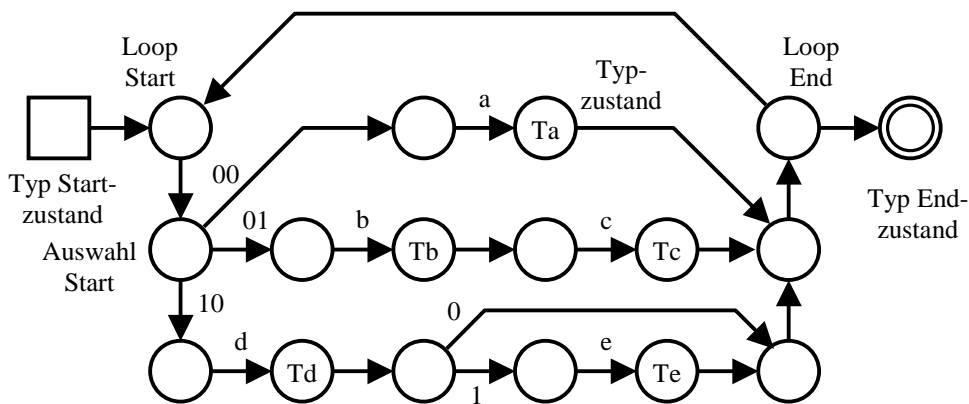 Loop
Start
Loop
End
Typ-
zustand
a
Ta
00
Typ Start-
zustand
Typ End-
zustand
Auswahl
Start
01
b
Tb
c
Tc
10
0
d
Td
1
e
Te